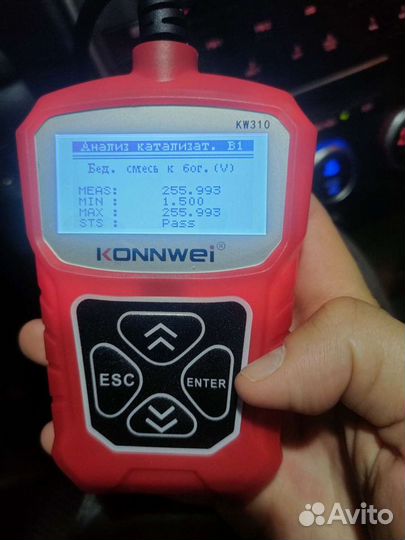 KW310
Анализ катализат. B1
Бед. смесь к бог.(V)
MEAS: 255.993
MIN : 1.500
MAX : 255.993
STS : Pass
KONNWEI®
ESC
ENTER
Avito